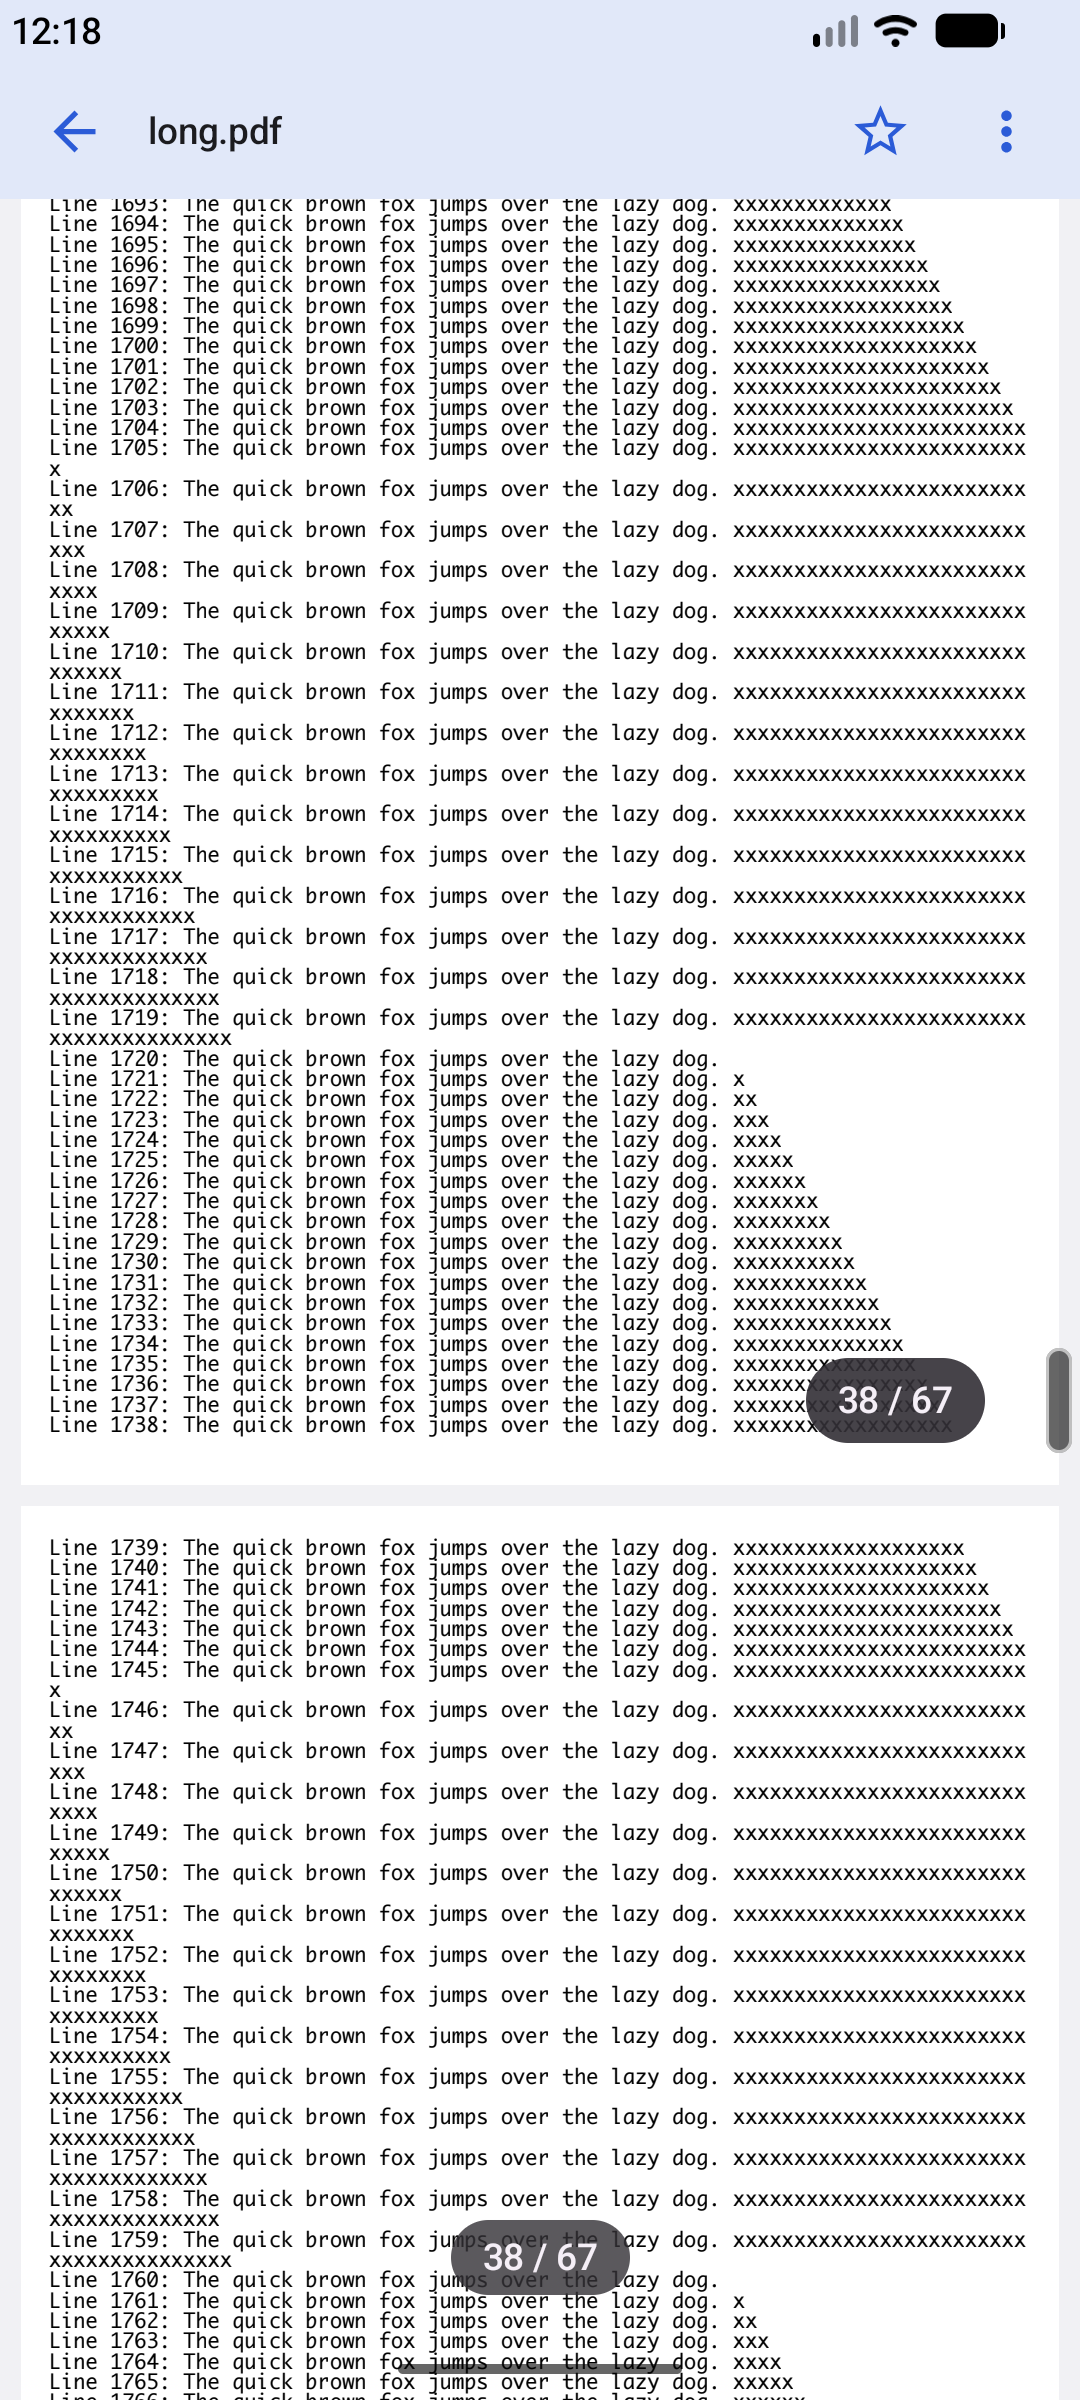 12:18
long.pdf
Line 1693: The quick brown fox jumps over the lazy dog. xxxxxxxxxxxxx
Line 1694: The quick brown fox jumps over the lazy dog. xxxxxxxxxxxxxx
Line 1695: The quick brown fox jumps over the lazy dog. xxxxxxxxxxxxxxx
Line 1696: The quick brown fox jumps over the lazy dog. xxxxxxxxxxxxxxxx
Line 1697: The quick brown fox jumps over the lazy dog. xxxxxxxxxxxxxxxxx
Line 1698: The quick brown fox jumps over the lazy dog. xxxxxxxxxxxxxxxxxx
Line 1699: The quick brown fox jumps over the lazy dog. xxxxxxxxxxxxxxxxxxx
Line 1700: The quick brown fox jumps over the lazy dog. xxxxxxxxxxxxxxxxxxxx
Line 1701: The quick brown fox jumps over the lazy dog. xxxxxxxxxxxxxxxxxxxxx
Line 1702: The quick brown fox jumps over the lazy dog. xxxxxxxxxxxxxxxxxxxxxx
Line 1703: The quick brown fox jumps over the lazy dog. xxxxxxxxxxxxxxxxxxxxxxx
Line 1704: The quick brown fox jumps over the lazy dog. xxxxxxxxxxxxxxxxxxxxxxxx
Line 1705: The quick brown fox jumps over the lazy dog. xxxxxxxxxxxxxxxxxxxxxxxx
x
Line 1706: The quick brown fox jumps over the lazy dog. xxxxxxxxxxxxxxxxxxxxxxxx
xx
Line 1707: The quick brown fox jumps over the lazy dog. xxxxxxxxxxxxxxxxxxxxxxxx
xxx
Line 1708: The quick brown fox jumps over the lazy dog. xxxxxxxxxxxxxxxxxxxxxxxx
xxxx
Line 1709: The quick brown fox jumps over the lazy dog. xxxxxxxxxxxxxxxxxxxxxxxx
xxxxx
Line 1710: The quick brown fox jumps over the lazy dog. xxxxxxxxxxxxxxxxxxxxxxxx
xxxxxx
Line 1711: The quick brown fox jumps over the lazy dog. xxxxxxxxxxxxxxxxxxxxxxxx
xxxxxxx
Line 1712: The quick brown fox jumps over the lazy dog. xxxxxxxxxxxxxxxxxxxxxxxx
xxxxxxxx
Line 1713: The quick brown fox jumps over the lazy dog. xxxxxxxxxxxxxxxxxxxxxxxx
xxxxxxxxx
Line 1714: The quick brown fox jumps over the lazy dog. xxxxxxxxxxxxxxxxxxxxxxxx
xxxxxxxxxx
Line 1715: The quick brown fox jumps over the lazy dog. xxxxxxxxxxxxxxxxxxxxxxxx
xxxxxxxxxxx
Line 1716: The quick brown fox jumps over the lazy dog. xxxxxxxxxxxxxxxxxxxxxxxx
xxxxxxxxxxxx
Line 1717: The quick brown fox jumps over the lazy dog. xxxxxxxxxxxxxxxxxxxxxxxx
xxxxxxxxxxxxx
Line 1718: The quick brown fox jumps over the lazy dog. xxxxxxxxxxxxxxxxxxxxxxxx
xxxxxxxxxxxxxx
Line 1719: The quick brown fox jumps over the lazy dog. xxxxxxxxxxxxxxxxxxxxxxxx
xxxxxxxxxxxxxxx
Line 1720: The quick brown fox jumps over the lazy dog.
Line 1721: The quick brown fox jumps over the lazy dog. x
Line 1722: The quick brown fox jumps over the lazy dog. xx
Line 1723: The quick brown fox jumps over the lazy dog. xxx
Line 1724: The quick brown fox jumps over the lazy dog. xxxx
Line 1725: The quick brown fox jumps over the lazy dog. xxxxx
Line 1726: The quick brown fox jumps over the lazy dog. xxxxxx
Line 1727: The quick brown fox jumps over the lazy dog. xxxxxxx
Line 1728: The quick brown fox jumps over the lazy dog. xxxxxxxx
Line 1729: The quick brown fox jumps over the lazy dog. xxxxxxxxx
Line 1730: The quick brown fox jumps over the lazy dog. xxxxxxxxxx
Line 1731: The quick brown fox jumps over the lazy dog. xxxxxxxxxxx
Line 1732: The quick brown fox jumps over the lazy dog. xxxxxxxxxxxx
Line 1733: The quick brown fox jumps over the lazy dog. xxxxxxxxxxxxx
Line 1734: The quick brown fox jumps over the lazy dog. xxxxxxxxxxxxxx
Line 1735: The quick brown fox jumps over the lazy dog. xxxxxxxxxxxxxxx
Line 1736: The quick brown fox jumps over the lazy dog. xxxxxxxxxxxxxxxx
Line 1737: The quick brown fox jumps over the lazy dog. xxxxxxxxxxxxxxxxx
Line 1738: The quick brown fox jumps over the lazy dog. xxxxxxxxxxxxxxxxxx
38 / 67
Line 1739: The quick brown fox jumps over the lazy dog. xxxxxxxxxxxxxxxxxxx
Line 1740: The quick brown fox jumps over the lazy dog. xxxxxxxxxxxxxxxxxxxx
Line 1741: The quick brown fox jumps over the lazy dog. xxxxxxxxxxxxxxxxxxxxx
Line 1742: The quick brown fox jumps over the lazy dog. xxxxxxxxxxxxxxxxxxxxxx
Line 1743: The quick brown fox jumps over the lazy dog. xxxxxxxxxxxxxxxxxxxxxxx
Line 1744: The quick brown fox jumps over the lazy dog. xxxxxxxxxxxxxxxxxxxxxxxx
Line 1745: The quick brown fox jumps over the lazy dog. xxxxxxxxxxxxxxxxxxxxxxxx
x
Line 1746: The quick brown fox jumps over the lazy dog. xxxxxxxxxxxxxxxxxxxxxxxx
xx
Line 1747: The quick brown fox jumps over the lazy dog. xxxxxxxxxxxxxxxxxxxxxxxx
xxx
Line 1748: The quick brown fox jumps over the lazy dog. xxxxxxxxxxxxxxxxxxxxxxxx
xxxx
Line 1749: The quick brown fox jumps over the lazy dog. xxxxxxxxxxxxxxxxxxxxxxxx
xxxxx
Line 1750: The quick brown fox jumps over the lazy dog. xxxxxxxxxxxxxxxxxxxxxxxx
xxxxxx
Line 1751: The quick brown fox jumps over the lazy dog. xxxxxxxxxxxxxxxxxxxxxxxx
xxxxxxx
Line 1752: The quick brown fox jumps over the lazy dog. xxxxxxxxxxxxxxxxxxxxxxxx
xxxxxxxx
Line 1753: The quick brown fox jumps over the lazy dog. xxxxxxxxxxxxxxxxxxxxxxxx
xxxxxxxxx
Line 1754: The quick brown fox jumps over the lazy dog. xxxxxxxxxxxxxxxxxxxxxxxx
xxxxxxxxxx
Line 1755: The quick brown fox jumps over the lazy dog. xxxxxxxxxxxxxxxxxxxxxxxx
xxxxxxxxxxx
Line 1756: The quick brown fox jumps over the lazy dog. xxxxxxxxxxxxxxxxxxxxxxxx
xxxxxxxxxxxx
Line 1757: The quick brown fox jumps over the lazy dog. xxxxxxxxxxxxxxxxxxxxxxxx
xxxxxxxxxxxxx
Line 1758: The quick brown fox jumps over the lazy dog. xxxxxxxxxxxxxxxxxxxxxxxx
xxxxxxxxxxxxxx
Line 1759: The quick brown fox jumps over the lazy dog. xxxxxxxxxxxxxxxxxxxxxxxx
xxxxxxxxxxxxxxx
38 / 67
Line 1760: The quick brown fox jumps over the lazy dog.
Line 1761: The quick brown fox jumps over the lazy dog. x
Line 1762: The quick brown fox jumps over the lazy dog. xx
Line 1763: The quick brown fox jumps over the lazy dog. xxx
Line 1764: The quick brown fox jumps over the lazy dog. xxxx
Line 1765: The quick brown fox jumps over the lazy dog. xxxxx